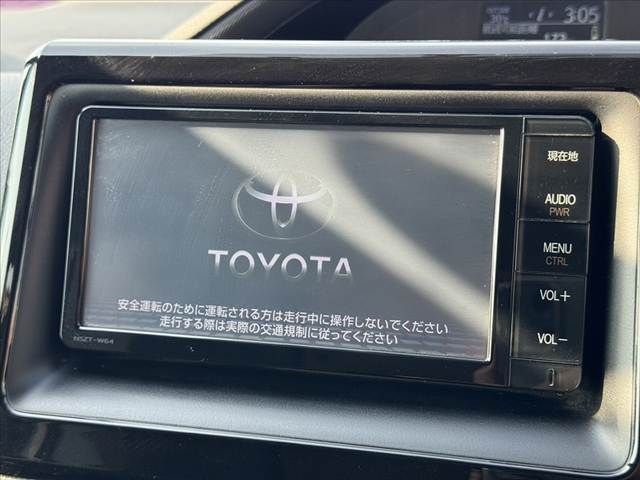 3:05
現在地
AUDIO
PWR
MENU
CTRL
VOL+
VOL-
TOYOTA
安全運転のために運転される方は走行中に操作しないでください
走行する際は実際の交通規制に従ってください
NSZT-W64